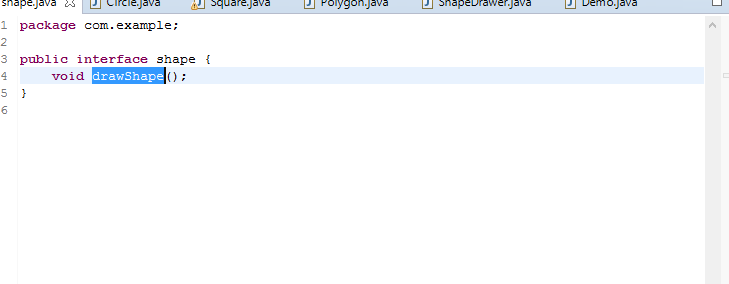 shape.java Circle.java Square.java Polygon.java ShapeDrawer.java Demo.java
1 package com.example;
2
3 public interface shape {
4 void drawShape();
5 }
6